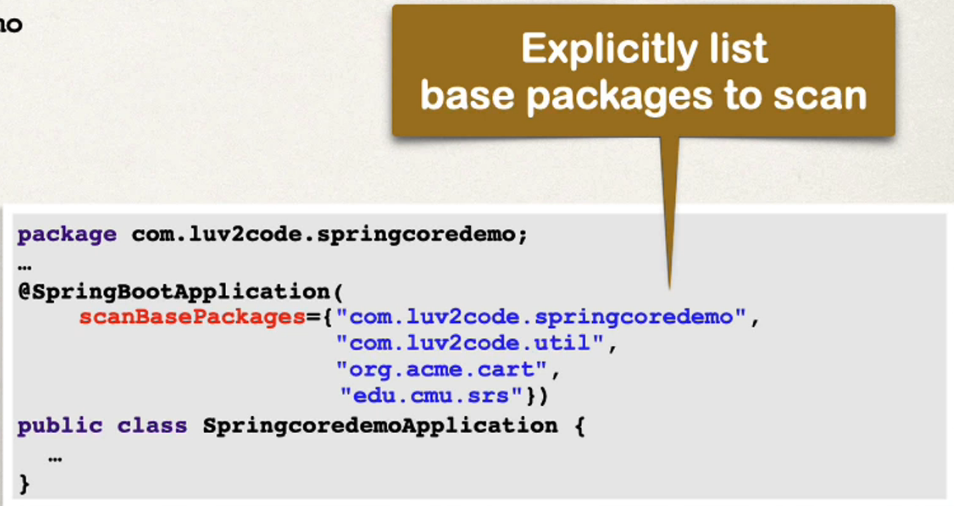 no
Explicitly list
base packages to scan
package com.luv2code.springcoredemo;
…
@SpringBootApplication(
scanBasePackages={"com.luv2code.springcoredemo",
"com.luv2code.util",
"org.acme.cart",
"edu.cmu.srs"})
public class SpringcoredemoApplication {
…
}